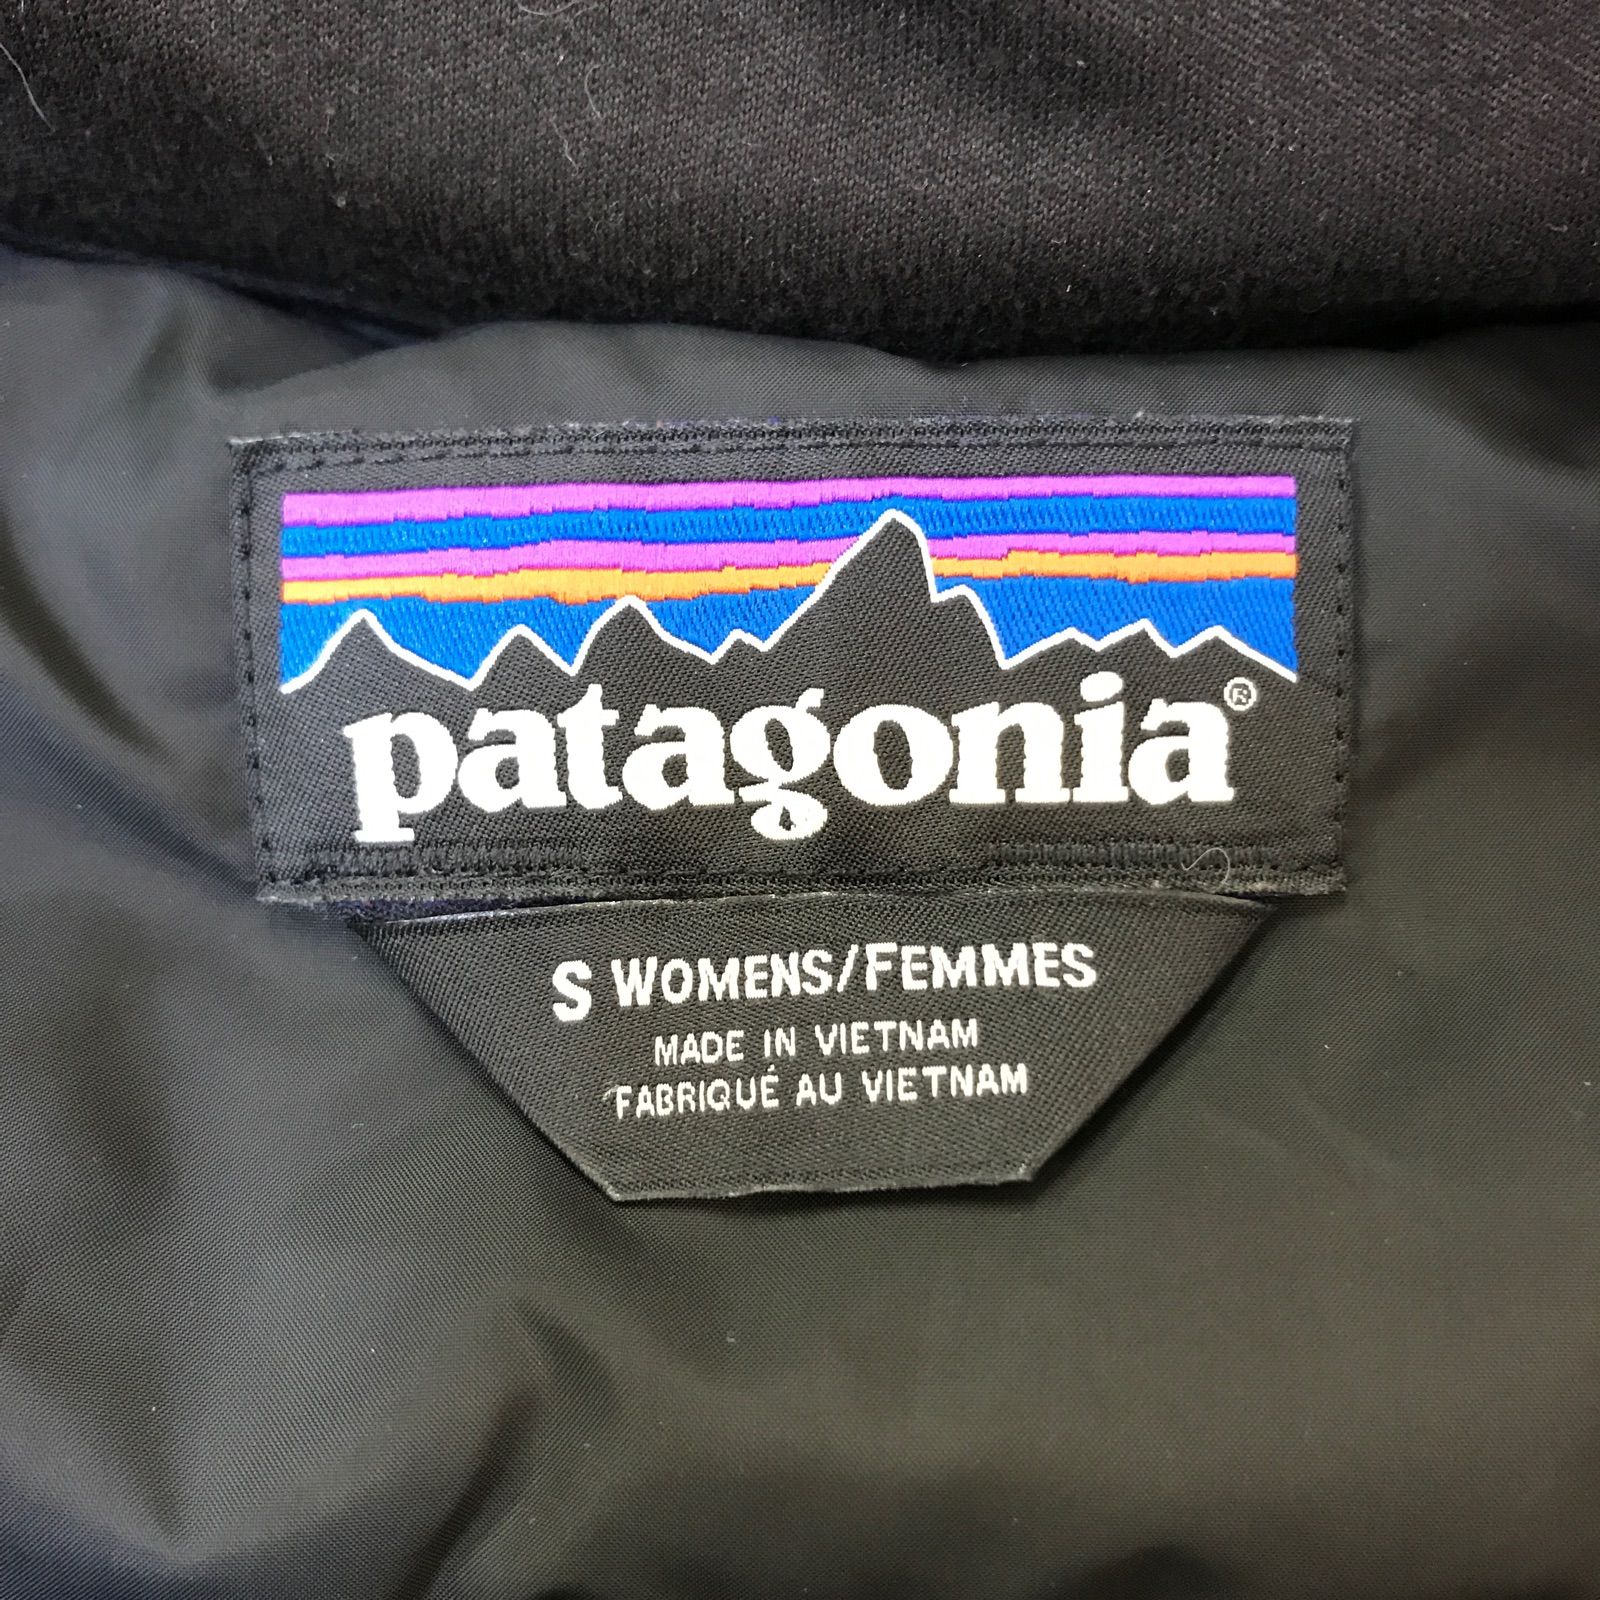 patagonia®
S WOMENS/FEMMES
MADE IN VIETNAM
FABRIQUÉ AU VIETNAM